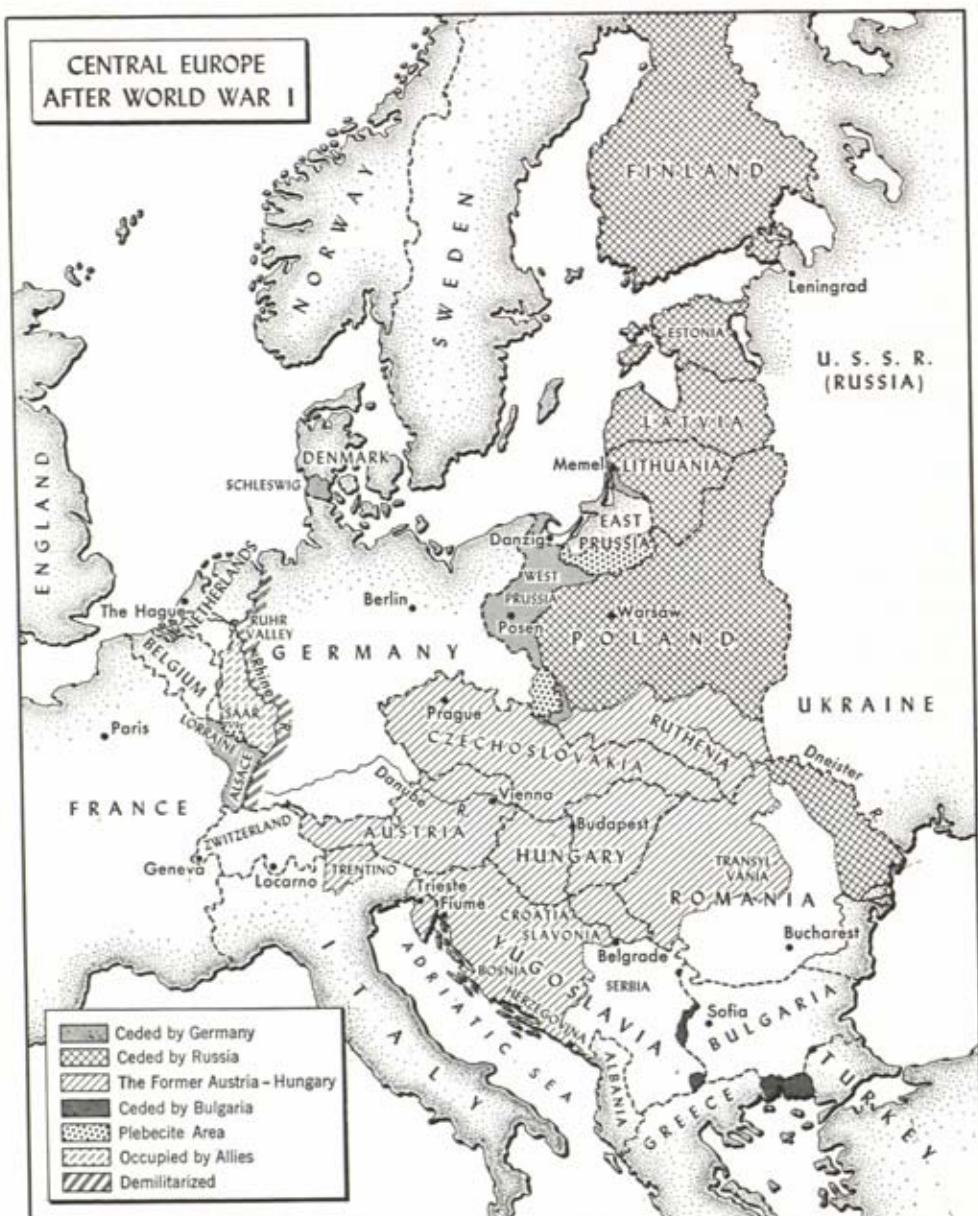 CENTRAL EUROPE
AFTER WORLD WAR I
NORWAY
SWEDEN
FINLAND
Leningrad
ESTONIA
U. S. S. R.
(RUSSIA)
LATVIA
Memel
LITHUANIA
DENMARK
SCHLESWIG
ENGLAND
EAST
PRUSSIA
Danzig
WEST
PRUSSIA
NETHERLANDS
The Hague
Berlin
Posen
Warsaw
POLAND
RUHR
VALLEY
GERMANY
BELGIUM
Rhine R.
SAAR
Paris
LORRAINE
ALSACE
Prague
CZECHOSLOVAKIA
RUTHENIA
UKRAINE
Dneister R.
FRANCE
Danube R.
Vienna
ZWITZERLAND
AUSTRIA
Budapest
HUNGARY
TRANSYL
VANIA
ROMANIA
Geneva
Locarno
TRENTINO
Trieste
Fiume
CROATIA
SLAVONIA
Bucharest
Belgrade
YUGOSLAVIA
BOSNIA
HERZEGOVINA
SERBIA
ITALY
ADRIATIC SEA
Sofia
BULGARIA
ALBANIA
GREECE
TURKEY
Ceded by Germany
Ceded by Russia
The Former Austria-Hungary
Ceded by Bulgaria
Plebecite Area
Occupied by Allies
Demilitarized